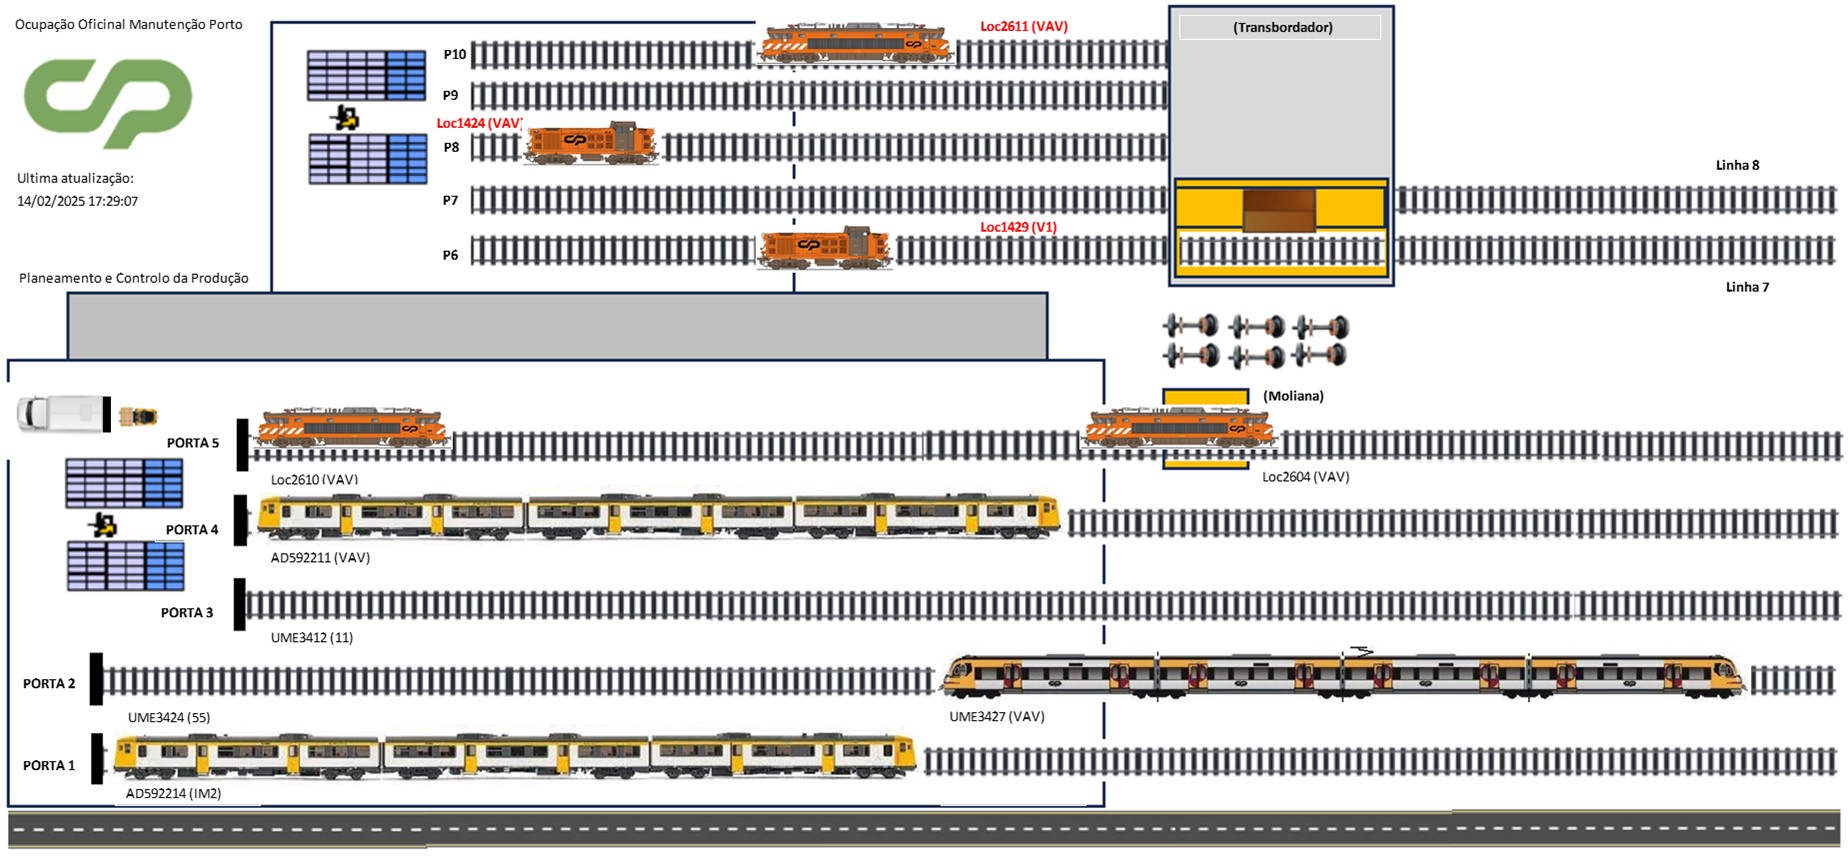 Ocupação Oficinal Manutenção Porto
CP
Ultima atualização:
14/02/2025 17:29:07
Planeamento e Controlo da Produção
Loc2611 (VAV)
P10
P9
Loc1424 (VAV)
P8
P7
Loc1429 (V1)
P6
(Transbordador)
Linha 8
Linha 7
(Moliana)
PORTA 5
Loc2610 (VAV)
Loc2604 (VAV)
PORTA 4
AD592211 (VAV)
PORTA 3
UME3412 (11)
PORTA 2
UME3424 (55)
UME3427 (VAV)
PORTA 1
AD592214 (IM2)